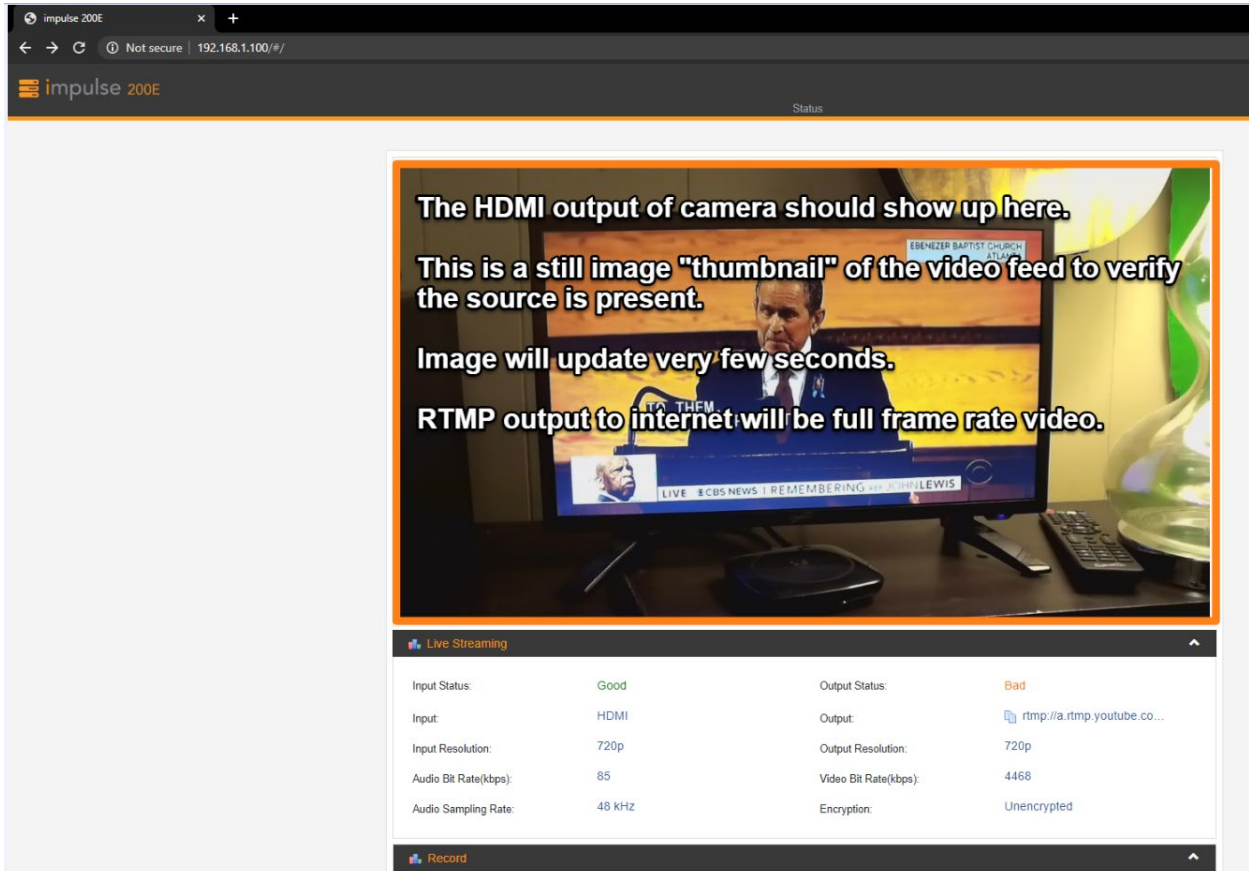 impulse 200E
Not secure | 192.168.1.100/#/
impulse 200E
Status
The HDMI output of camera should show up here.
EBENEZER BAPTIST CHURCH
ATLANTA
This is a still image "thumbnail" of the video feed to verify
the source is present.
Image will update very few seconds.
TO THEM
RTMP output to internet will be full frame rate video.
LIVE CBS NEWS | REMEMBERING JOHN LEWIS
Live Streaming
Input Status: Good Output Status: Bad
Input: HDMI Output: rtmp://a.rtmp.youtube.co...
Input Resolution: 720p Output Resolution: 720p
Audio Bit Rate(kbps): 85 Video Bit Rate(kbps): 4468
Audio Sampling Rate: 48 kHz Encryption: Unencrypted
Record